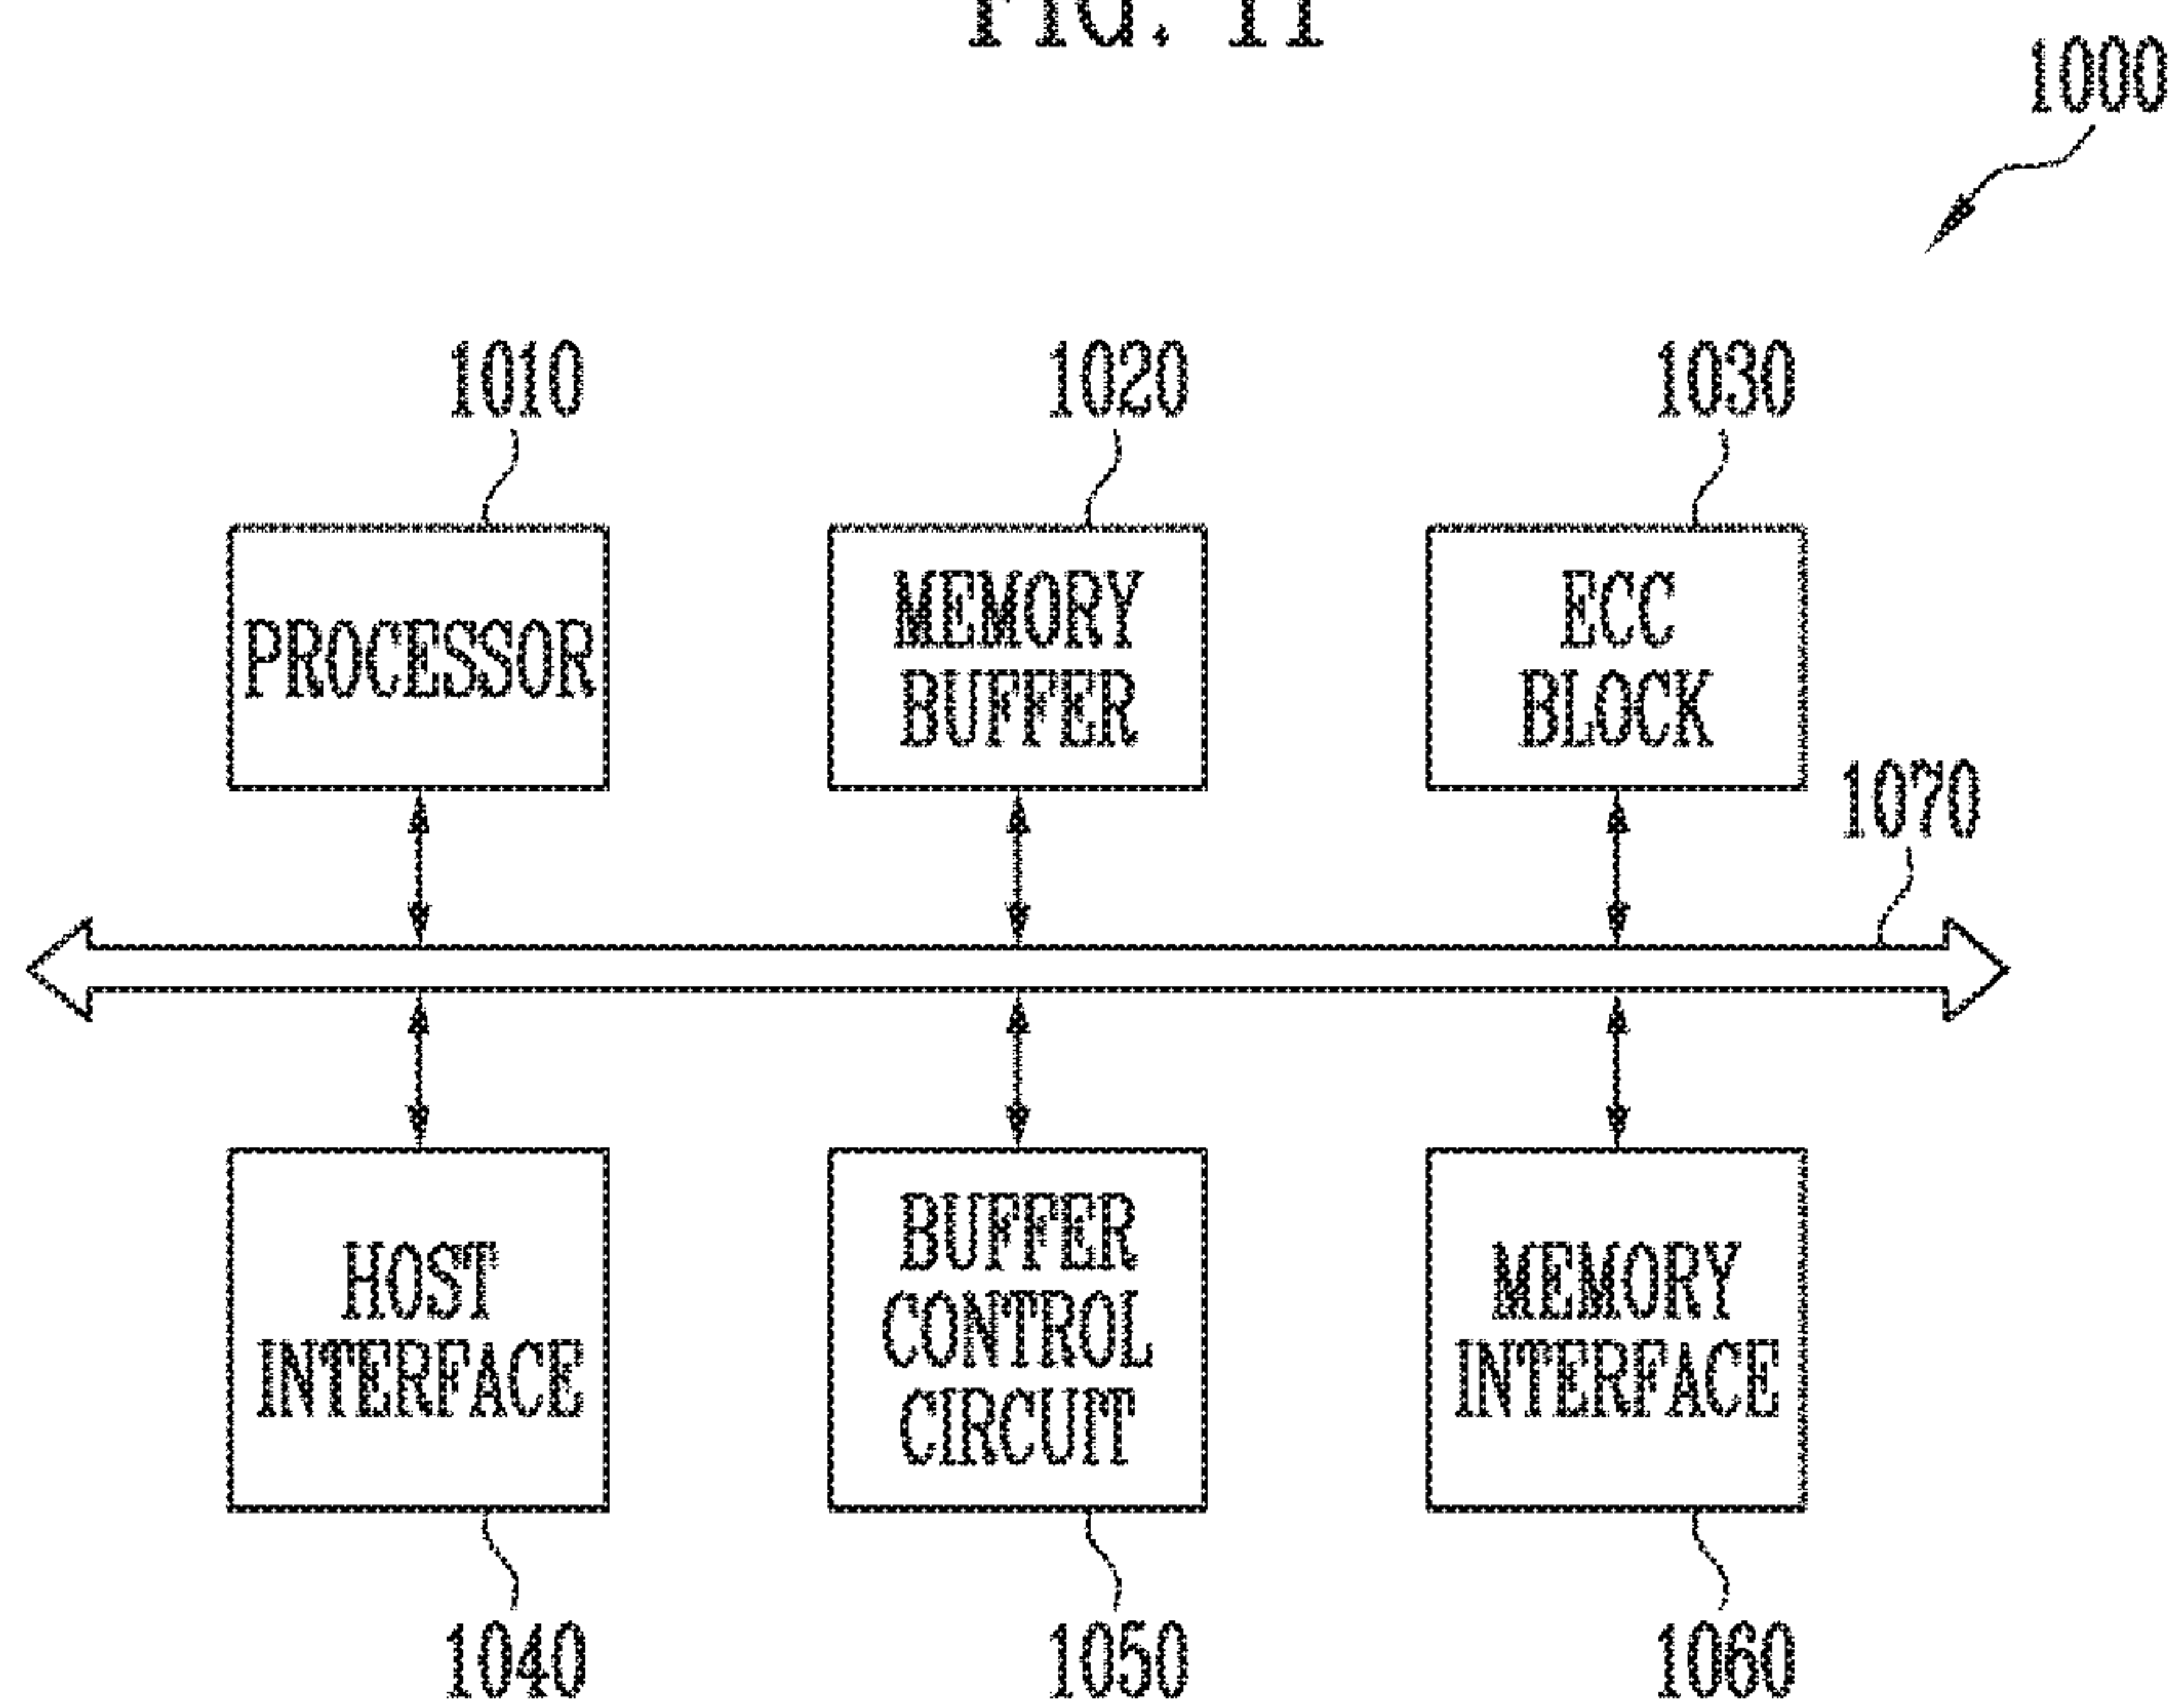 FIG. 11
1000
1010
1020
1030
PROCESSOR
MEMORY
BUFFER
ECC
BLOCK
1070
HOST
INTERFACE
BUFFER
CONTROL
CIRCUIT
MEMORY
INTERFACE
1040
1050
1060